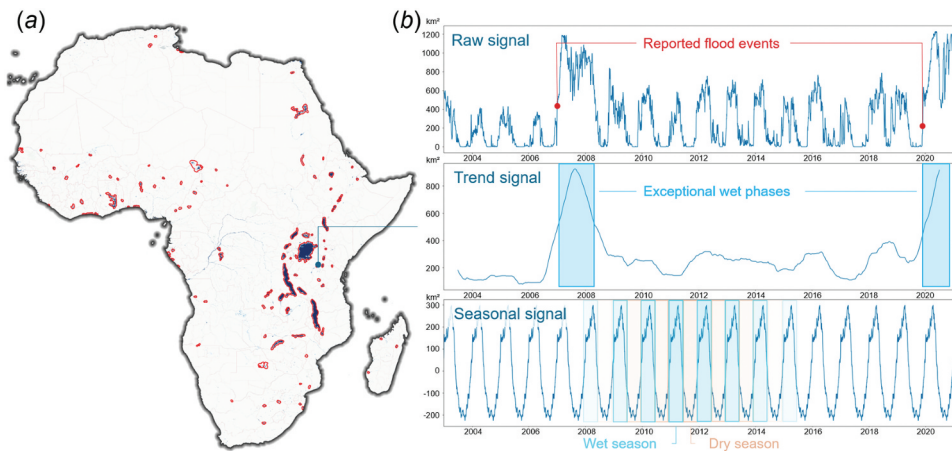 (a)
(b)
km²
1200
1000
800
600
400
200
0
Raw signal
Reported flood events
2004 2006 2008 2010 2012 2014 2016 2018 2020
km²
800
600
400
200
Trend signal
Exceptional wet phases
2004 2006 2008 2010 2012 2014 2016 2018 2020
km²
300
200
100
0
-100
-200
Seasonal signal
2004 2006 2008 2010 2012 2014 2016 2018 2020
Wet season
Dry season